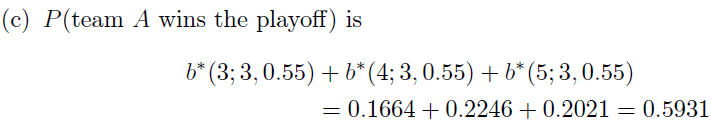 (c) P(team A wins the playoff) is
b*(3; 3, 0.55) + b*(4; 3, 0.55) + b*(5; 3, 0.55)
= 0.1664 + 0.2246 + 0.2021 = 0.5931